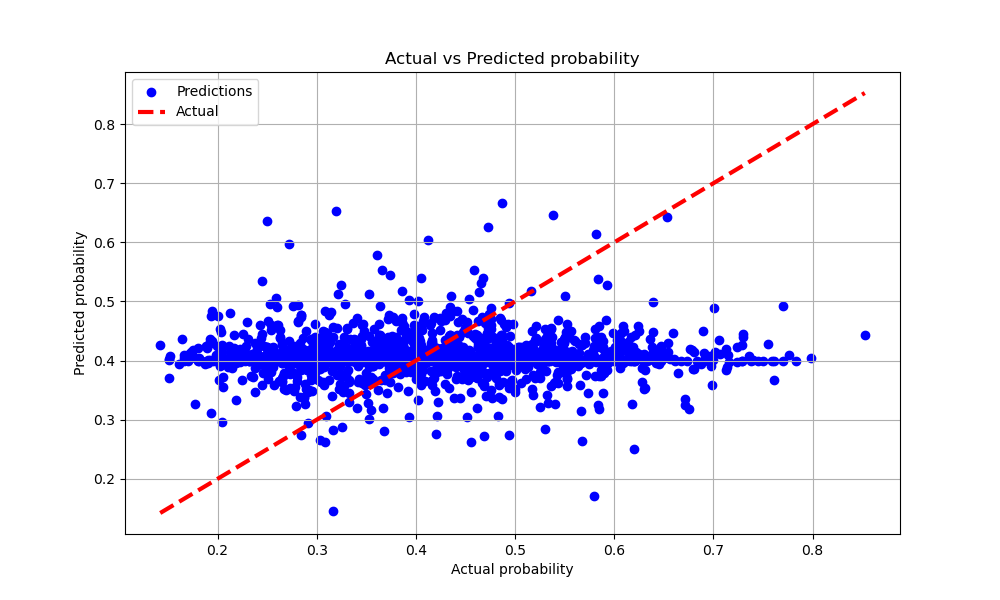 Actual vs Predicted probability
Predictions
Actual
0.8
0.7
0.6
0.5
0.4
0.3
0.2
Predicted probability
0.2 0.3 0.4 0.5 0.6 0.7 0.8
Actual probability